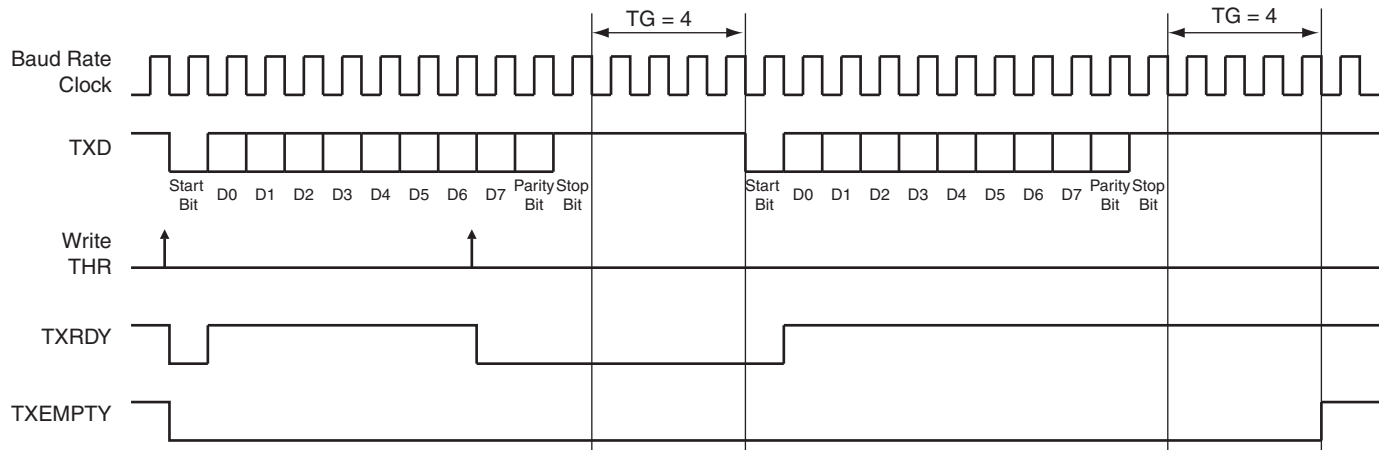 TG = 4
TG = 4
Baud Rate
Clock
TXD
Start
Bit
D0
D1
D2
D3
D4
D5
D6
D7
Parity
Bit
Stop
Bit
Start
Bit
D0
D1
D2
D3
D4
D5
D6
D7
Parity
Bit
Stop
Bit
Write
THR
TXRDY
TXEMPTY